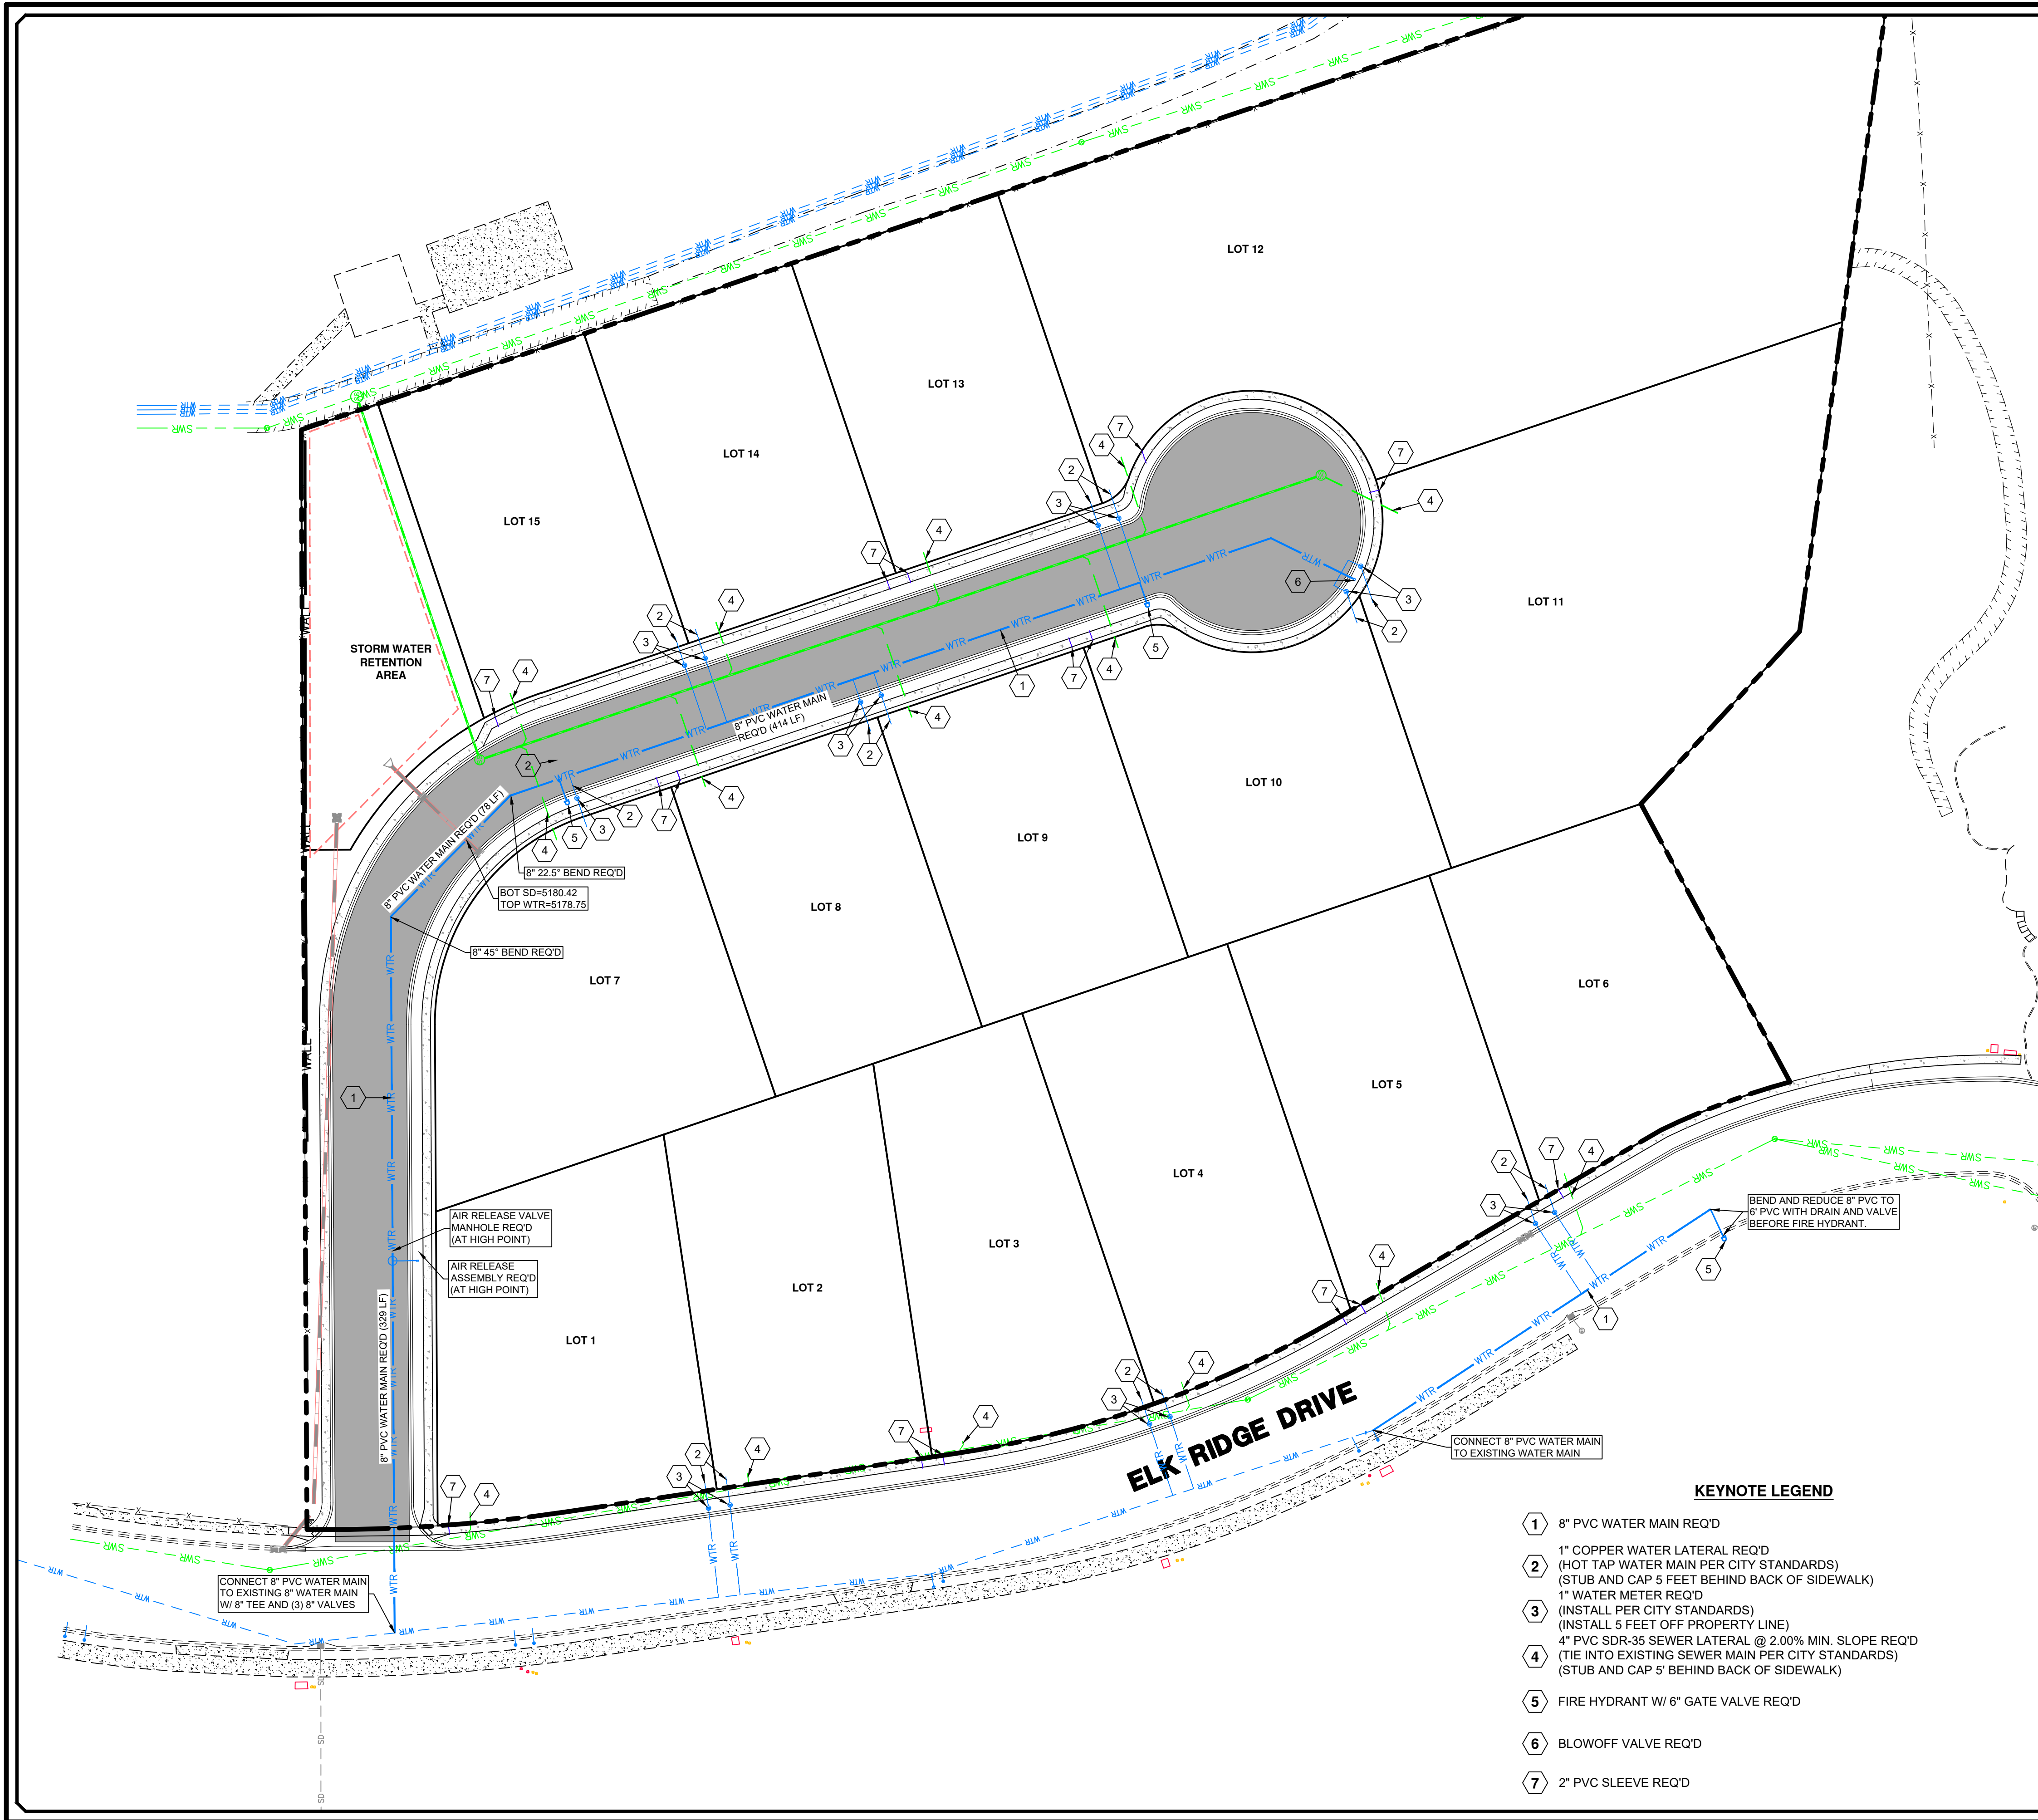 LOT 12
LOT 13
LOT 14
LOT 15
LOT 11
STORM WATER
RETENTION
AREA
WALL
WALL
WALL
8" PVC WATER MAIN
REQ'D (414 LF)
8" PVC WATER MAIN REQ'D (78 LF)
8" 22.5° BEND REQ'D
BOT SD=5180.42
TOP WTR=5178.75
8" 45° BEND REQ'D
LOT 10
LOT 9
LOT 8
LOT 7
LOT 6
LOT 5
LOT 4
LOT 3
LOT 2
LOT 1
AIR RELEASE VALVE
MANHOLE REQ'D
(AT HIGH POINT)
AIR RELEASE
ASSEMBLY REQ'D
(AT HIGH POINT)
8" PVC WATER MAIN REQ'D (329 LF)
BEND AND REDUCE 8" PVC TO
6' PVC WITH DRAIN AND VALVE
BEFORE FIRE HYDRANT.
ELK RIDGE DRIVE
CONNECT 8" PVC WATER MAIN
TO EXISTING WATER MAIN
CONNECT 8" PVC WATER MAIN
TO EXISTING 8" WATER MAIN
W/ 8" TEE AND (3) 8" VALVES
KEYNOTE LEGEND
1 8" PVC WATER MAIN REQ'D
1" COPPER WATER LATERAL REQ'D
2 (HOT TAP WATER MAIN PER CITY STANDARDS)
(STUB AND CAP 5 FEET BEHIND BACK OF SIDEWALK)
1" WATER METER REQ'D
3 (INSTALL PER CITY STANDARDS)
(INSTALL 5 FEET OFF PROPERTY LINE)
4" PVC SDR-35 SEWER LATERAL @ 2.00% MIN. SLOPE REQ'D
4 (TIE INTO EXISTING SEWER MAIN PER CITY STANDARDS)
(STUB AND CAP 5' BEHIND BACK OF SIDEWALK)
5 FIRE HYDRANT W/ 6" GATE VALVE REQ'D
6 BLOWOFF VALVE REQ'D
7 2" PVC SLEEVE REQ'D